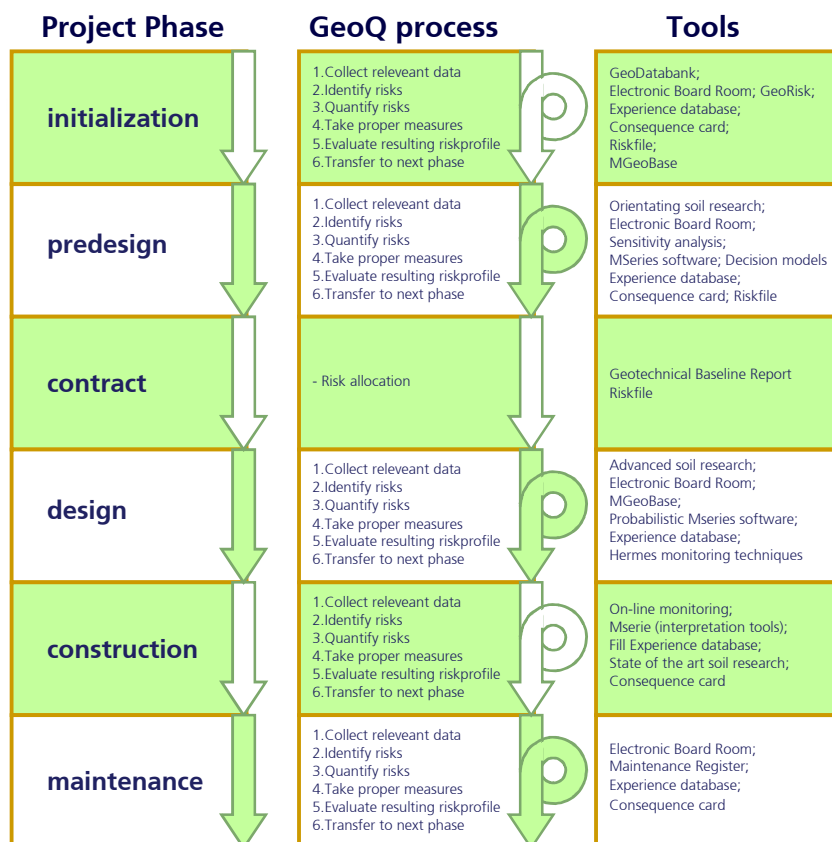 Project Phase
GeoQ process
Tools
initialization
1.Collect releveant data
2.Identify risks
3.Quantify risks
4.Take proper measures
5.Evaluate resulting riskprofile
6.Transfer to next phase
GeoDatabank;
Electronic Board Room; GeoRisk;
Experience database;
Consequence card;
Riskfile;
MGeoBase
predesign
1.Collect releveant data
2.Identify risks
3.Quantify risks
4.Take proper measures
5.Evaluate resulting riskprofile
6.Transfer to next phase
Orientating soil research;
Electronic Board Room;
Sensitivity analysis;
MSeries software; Decision models
Experience database;
Consequence card; Riskfile
contract
- Risk allocation
Geotechnical Baseline Report
Riskfile
design
1.Collect releveant data
2.Identify risks
3.Quantify risks
4.Take proper measures
5.Evaluate resulting riskprofile
6.Transfer to next phase
Advanced soil research;
Electronic Board Room;
MGeoBase;
Probabilistic Mseries software;
Experience database;
Hermes monitoring techniques
construction
1.Collect releveant data
2.Identify risks
3.Quantify risks
4.Take proper measures
5.Evaluate resulting riskprofile
6.Transfer to next phase
On-line monitoring;
Mserie (interpretation tools);
Fill Experience database;
State of the art soil research;
Consequence card
maintenance
1.Collect releveant data
2.Identify risks
3.Quantify risks
4.Take proper measures
5.Evaluate resulting riskprofile
6.Transfer to next phase
Electronic Board Room;
Maintenance Register;
Experience database;
Consequence card